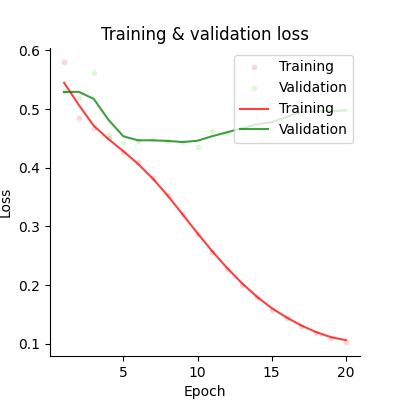 Training & validation loss
0.6
0.5
0.4
0.3
0.2
0.1
Loss
Training
Validation
Training
Validation
5
10
15
20
Epoch